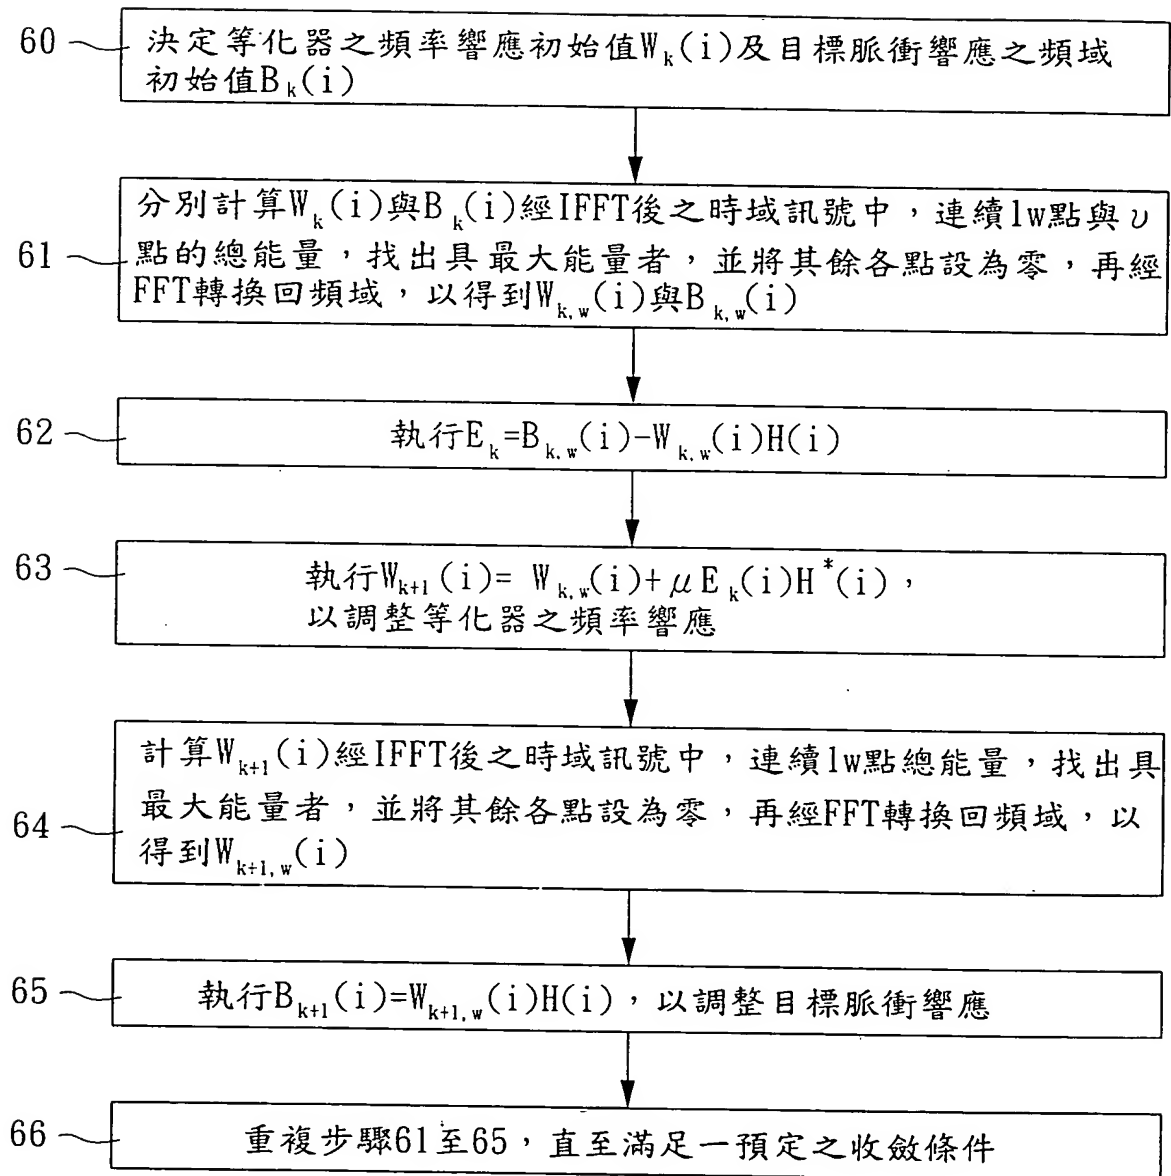 60
決定等化器之頻率響應初始值W_k(i)及目標脈衝響應之頻域
初始值B_k(i)
61
分別計算W_k(i)與B_k(i)經IFFT後之時域訊號中，連續lw點與υ
點的總能量，找出具最大能量者，並將其餘各點設為零，再經
FFT轉換回頻域，以得到W_{k,w}(i)與B_{k,w}(i)
62
執行E_k=B_{k,w}(i)-W_{k,w}(i)H(i)
63
執行W_{k+1}(i)= W_{k,w}(i)+μE_k(i)H^*(i)，
以調整等化器之頻率響應
64
計算W_{k+1}(i)經IFFT後之時域訊號中，連續lw點總能量，找出具
最大能量者，並將其餘各點設為零，再經FFT轉換回頻域，以
得到W_{k+1,w}(i)
65
執行B_{k+1}(i)=W_{k+1,w}(i)H(i)，以調整目標脈衝響應
66
重複步驟61至65，直至滿足一預定之收斂條件